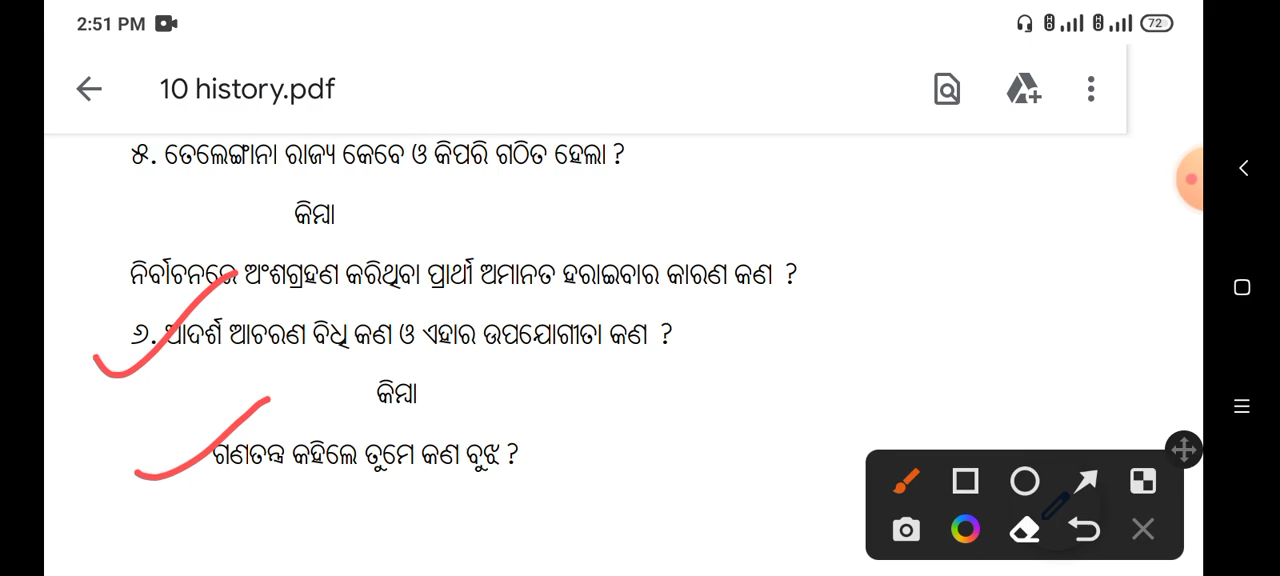 2:51 PM
72
10 history.pdf
୫. ତେଲେଙ୍ଗାନା ରାଜ୍ୟ କେବେ ଓ କିପରି ଗଠିତ ହେଲା ?
କିମ୍ବା
ନିର୍ବାଚନରେ ଅଂଶଗ୍ରହଣ କରିଥିବା ପ୍ରାର୍ଥୀ ଅମାନତ ହରାଇବାର କାରଣ କଣ ?
୬. ଆଦର୍ଶ ଆଚରଣ ବିଧି କଣ ଓ ଏହାର ଉପଯୋଗୀତା କଣ ?
କିମ୍ବା
ଗଣତନ୍ତ୍ର କହିଲେ ତୁମେ କଣ ବୁଝ ?